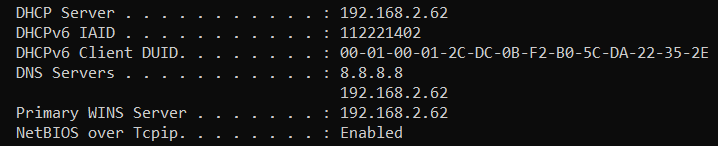 DHCP Server . . . . . . . . . . . : 192.168.2.62
DHCPv6 IAID . . . . . . . . . . . : 112221402
DHCPv6 Client DUID. . . . . . . . : 00-01-00-01-2C-DC-0B-F2-B0-5C-DA-22-35-2E
DNS Servers . . . . . . . . . . . : 8.8.8.8
192.168.2.62
Primary WINS Server . . . . . . . : 192.168.2.62
NetBIOS over Tcpip. . . . . . . . : Enabled